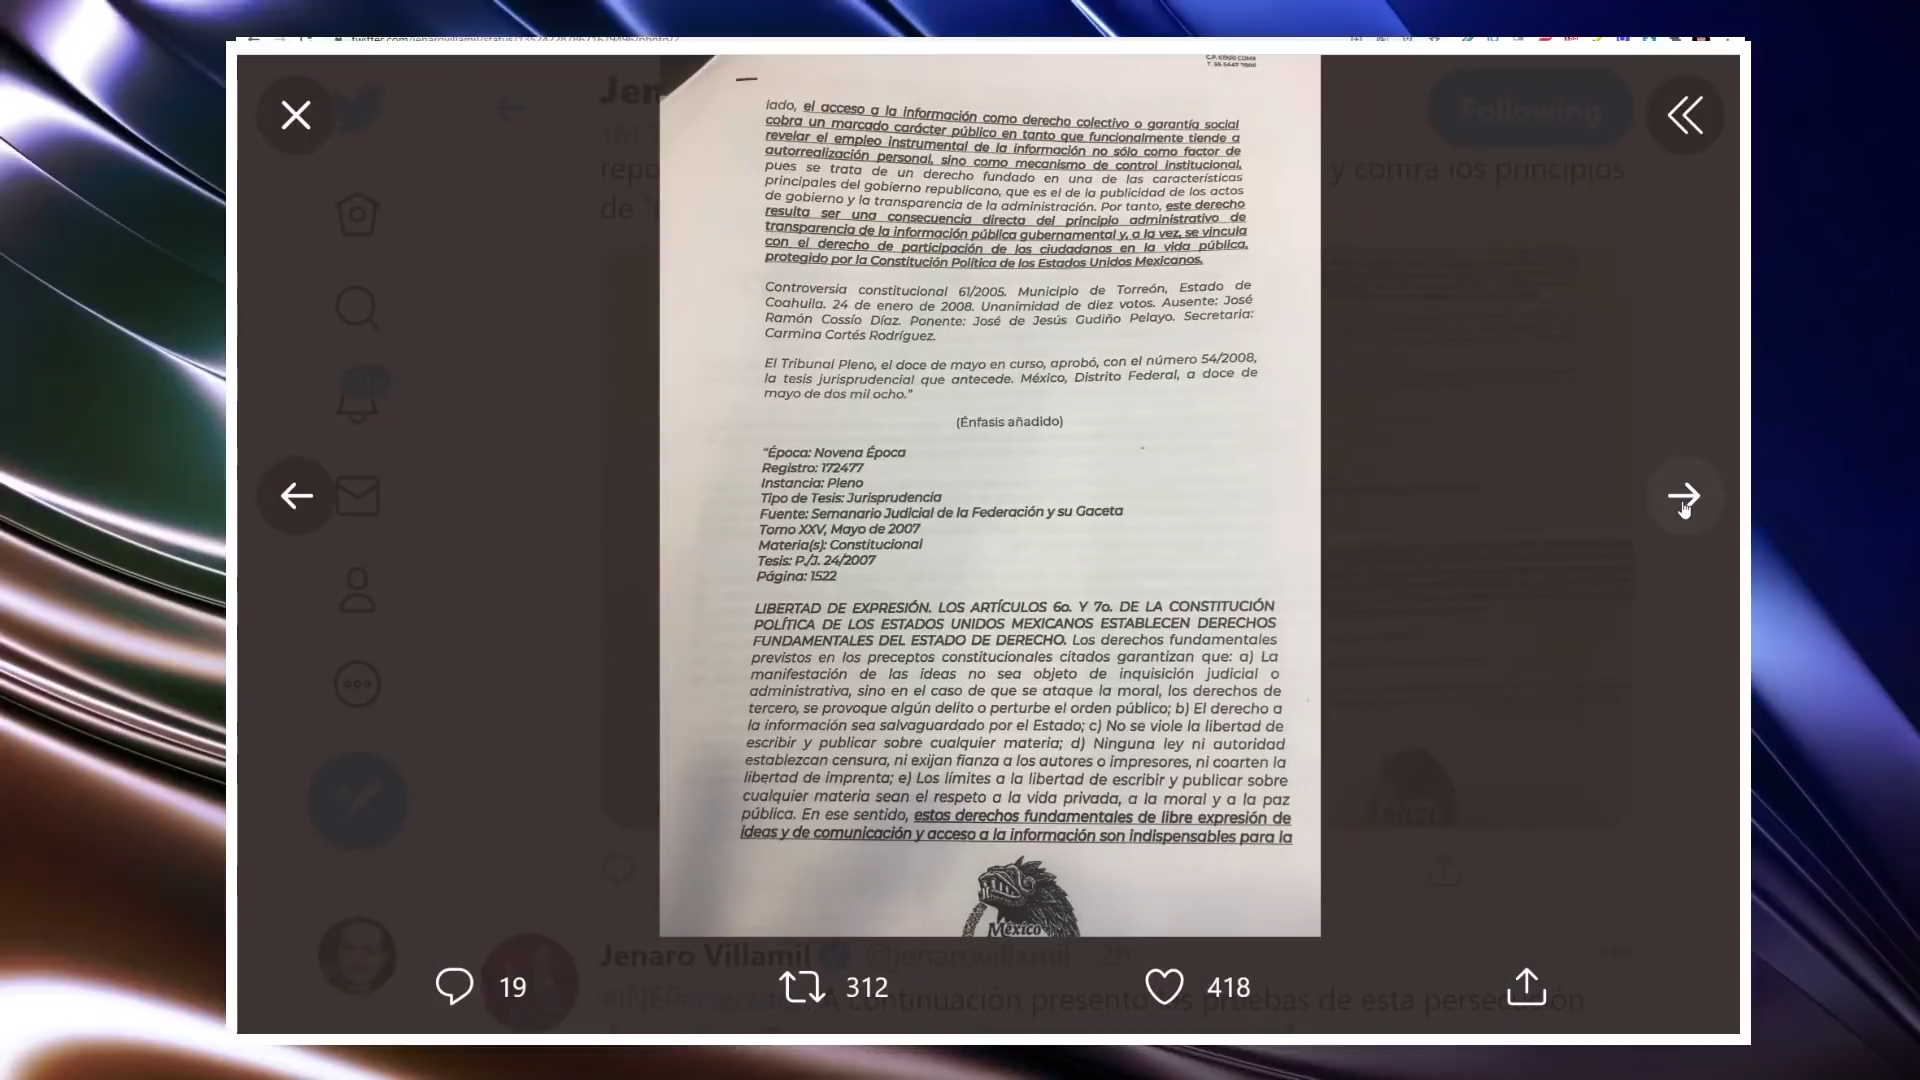 C.P. 61500 CDMX
lado, el acceso a la información como derecho colectivo o garantía social
cobra un marcado carácter público en tanto que funcionalmente tiende a
revelar el empleo instrumental de la información no sólo como factor de
autorrealización personal, sino como mecanismo de control institucional,
pues se trata de un derecho fundado en una de las características
principales del gobierno republicano, que es el de la publicidad de los actos
de gobierno y la transparencia de la administración. Por tanto, este derecho
resulta ser una consecuencia directa del principio administrativo de
transparencia de la información pública gubernamental y, a la vez, se vincula
con el derecho de participación de los ciudadanos en la vida pública,
protegido por la Constitución Política de los Estados Unidos Mexicanos.
Controversia constitucional 61/2005. Municipio de Torreón, Estado de
Coahuila. 24 de enero de 2008. Unanimidad de diez votos. Ausente: José
Ramón Cossío Díaz. Ponente: José de Jesús Gudiño Pelayo. Secretaria:
Carmina Cortés Rodríguez.
El Tribunal Pleno, el doce de mayo en curso, aprobó, con el número 54/2008,
la tesis jurisprudencial que antecede. México, Distrito Federal, a doce de
mayo de dos mil ocho."
(Énfasis añadido)
"Época: Novena Época
Registro: 172477
Instancia: Pleno
Tipo de Tesis: Jurisprudencia
Fuente: Semanario Judicial de la Federación y su Gaceta
Tomo XXV, Mayo de 2007
Materia(s): Constitucional
Tesis: P./J. 24/2007
Página: 1522
LIBERTAD DE EXPRESIÓN. LOS ARTÍCULOS 6o. Y 7o. DE LA CONSTITUCIÓN
POLÍTICA DE LOS ESTADOS UNIDOS MEXICANOS ESTABLECEN DERECHOS
FUNDAMENTALES DEL ESTADO DE DERECHO. Los derechos fundamentales
previstos en los preceptos constitucionales citados garantizan que: a) La
manifestación de las ideas no sea objeto de inquisición judicial o
administrativa, sino en el caso de que se ataque la moral, los derechos de
tercero, se provoque algún delito o perturbe el orden público; b) El derecho a
la información sea salvaguardado por el Estado; c) No se viole la libertad de
escribir y publicar sobre cualquier materia; d) Ninguna ley ni autoridad
establezcan censura, ni exijan fianza a los autores o impresores, ni coarten la
libertad de imprenta; e) Los límites a la libertad de escribir y publicar sobre
cualquier materia sean el respeto a la vida privada, a la moral y a la paz
pública. En ese sentido, estos derechos fundamentales de libre expresión de
ideas y de comunicación y acceso a la información son indispensables para la
México
Jen
Following
repo
y contra los principios
de
Jenaro Villamil @jenarovillamil 2h
A continuación presento pruebas de esta persecución
19
312
418